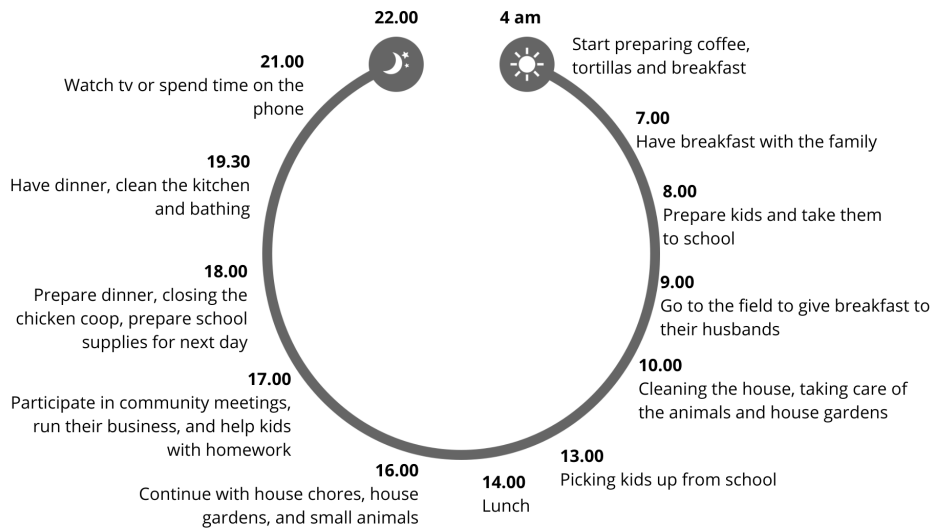 4 am
Start preparing coffee,
tortillas and breakfast
7.00
Have breakfast with the family
8.00
Prepare kids and take them
to school
9.00
Go to the field to give breakfast to
their husbands
10.00
Cleaning the house, taking care of
the animals and house gardens
13.00
Picking kids up from school
14.00
Lunch
16.00
Continue with house chores, house
gardens, and small animals
17.00
Participate in community meetings,
run their business, and help kids
with homework
18.00
Prepare dinner, closing the
chicken coop, prepare school
supplies for next day
19.30
Have dinner, clean the kitchen
and bathing
21.00
Watch tv or spend time on the
phone
22.00